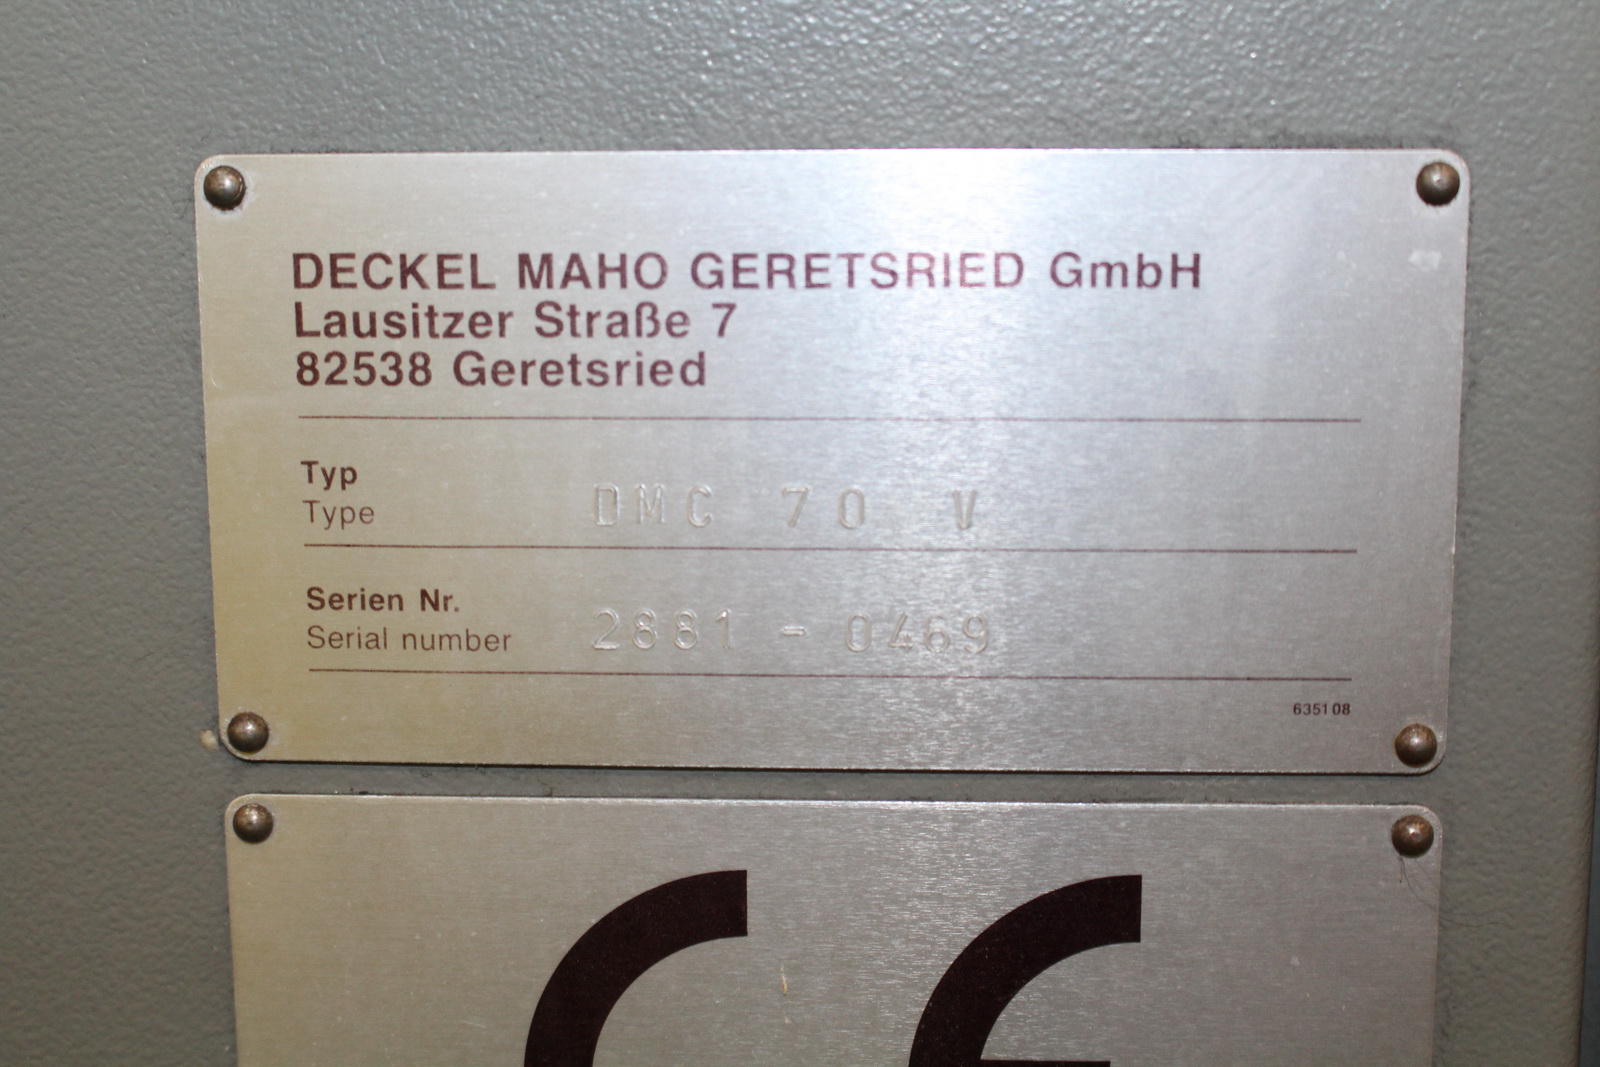 DECKEL MAHO GERETSRIED GmbH
Lausitzer Straße 7
82538 Geretsried
Typ
Type DMC 70 V
Serien Nr.
Serial number 2881 - 0469
635108
CE